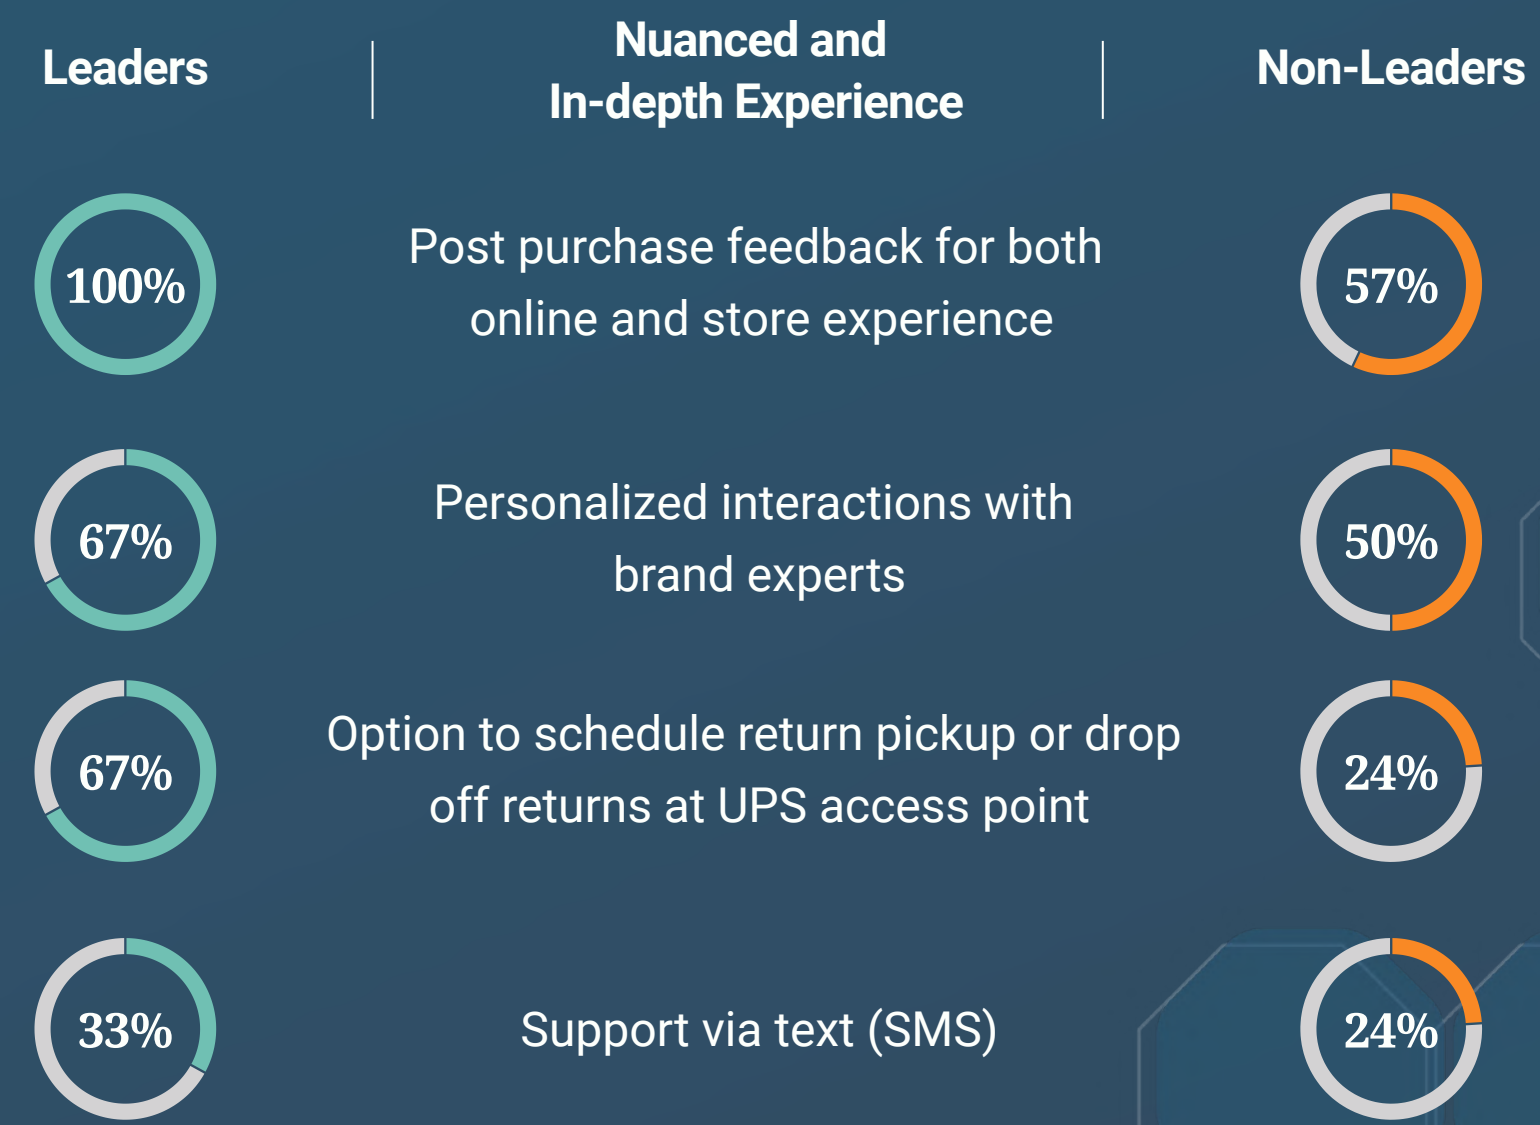 Leaders
Nuanced and
In-depth Experience
Non-Leaders
100%
Post purchase feedback for both
online and store experience
57%
67%
Personalized interactions with
brand experts
50%
67%
Option to schedule return pickup or drop
off returns at UPS access point
24%
33%
Support via text (SMS)
24%